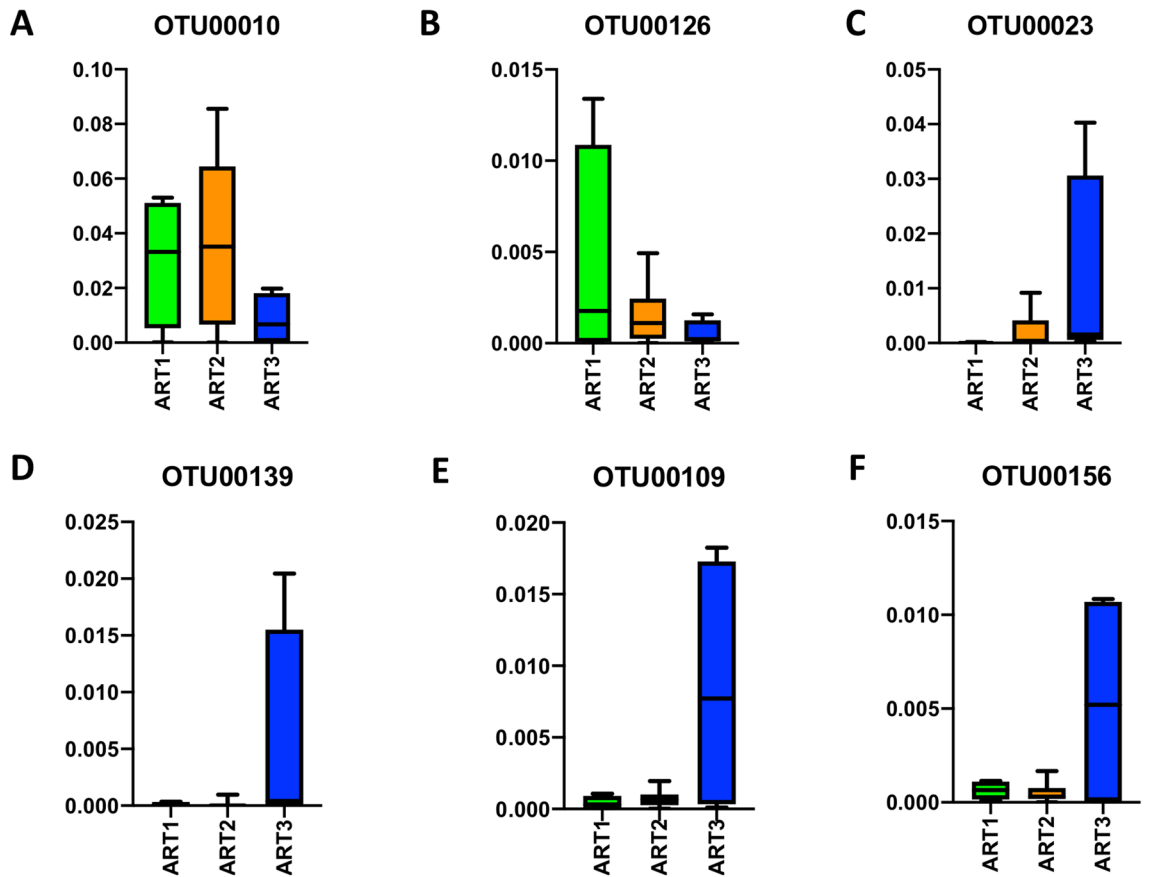 A
OTU00010
0.10
0.08
0.06
0.04
0.02
0.00
ART1
ART2
ART3
B
OTU00126
0.015
0.010
0.005
0.000
ART1
ART2
ART3
C
OTU00023
0.05
0.04
0.03
0.02
0.01
0.00
ART1
ART2
ART3
D
OTU00139
0.025
0.020
0.015
0.010
0.005
0.000
ART1
ART2
ART3
E
OTU00109
0.020
0.015
0.010
0.005
0.000
ART1
ART2
ART3
F
OTU00156
0.015
0.010
0.005
0.000
ART1
ART2
ART3